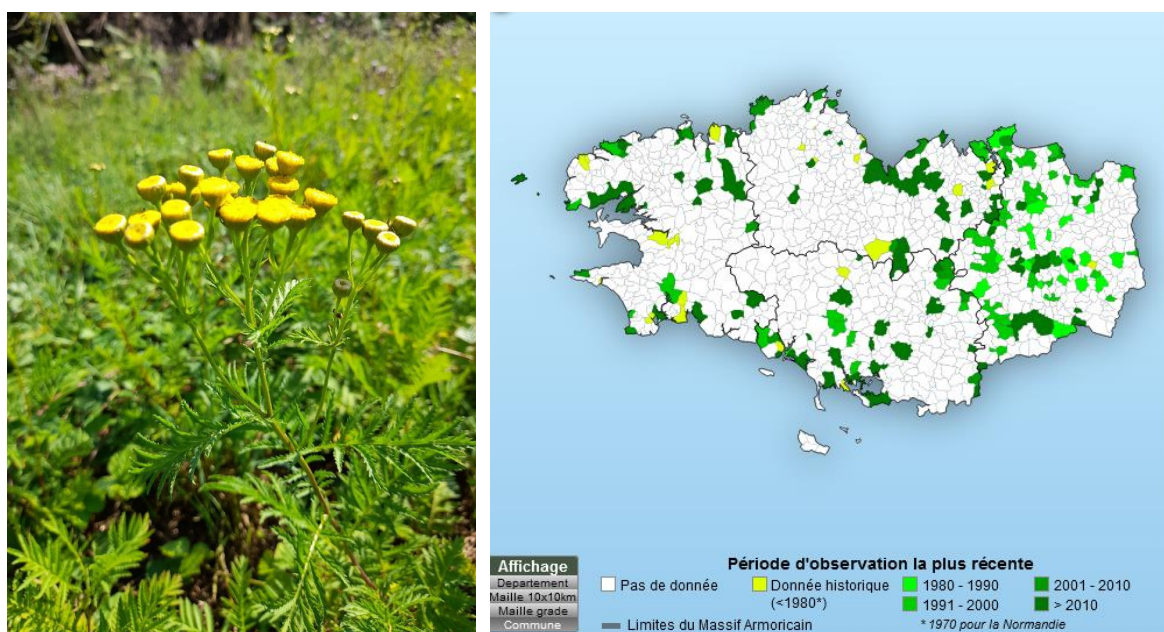 Affichage
Departement
Maille 10x10km
Maille grade
Commune
Période d'observation la plus récente
Pas de donnée
Donnée historique
(<1980*)
1980 - 1990
1991 - 2000
2001 - 2010
> 2010
Limites du Massif Armoricain
* 1970 pour la Normandie